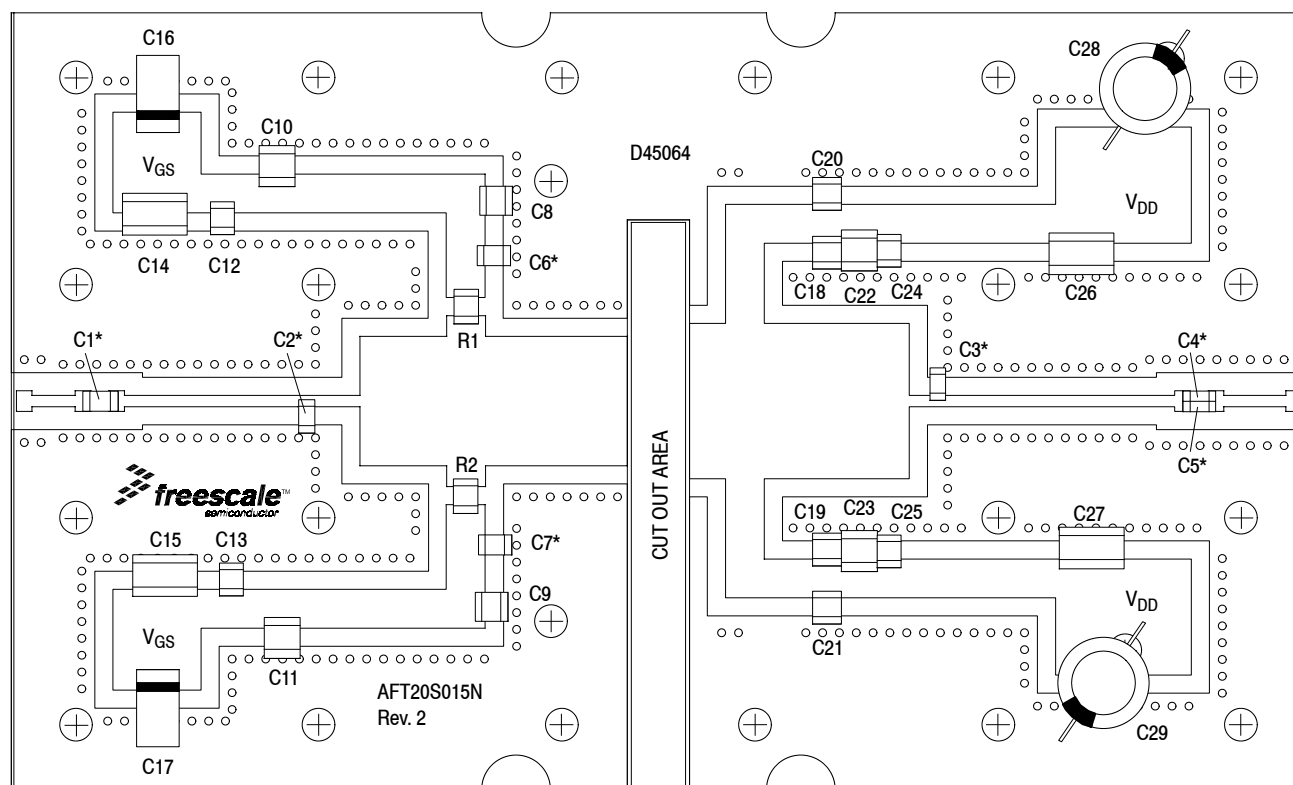 C16
C28
C10
D45064
C20
VGS
VDD
C8
C14
C12
C6*
C18
C22
C24
C26
C1*
C2*
R1
C3*
C4*
CUT OUT AREA
R2
C5*
freescale™
semiconductor
C19
C23
C25
C27
C15
C13
C7*
C9
VGS
VDD
C11
C21
AFT20S015N
Rev. 2
C17
C29